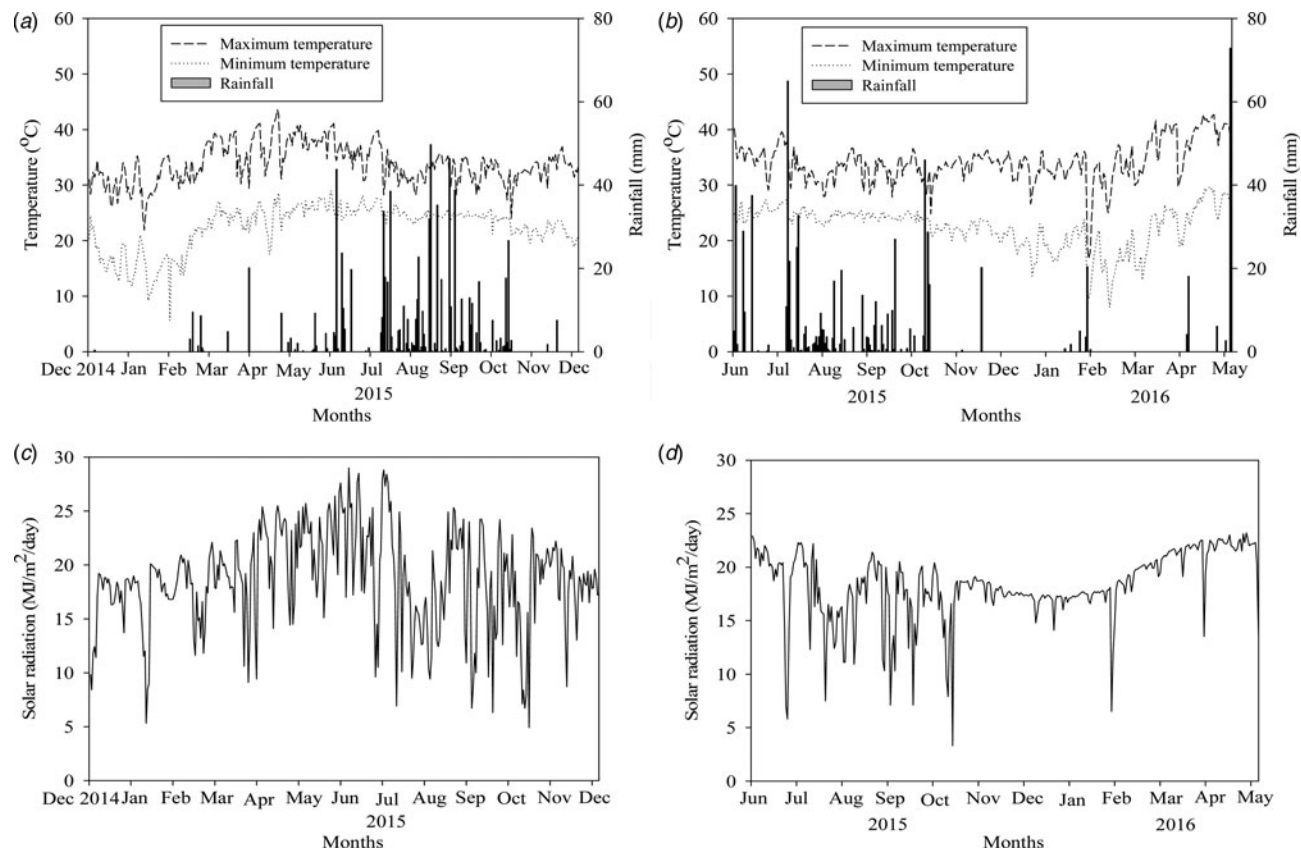 (a)
60
50
40
30
20
10
0
Temperature (°C)
Maximum temperature
Minimum temperature
Rainfall
80
60
40
20
0
Rainfall (mm)
Dec 2014 Jan Feb Mar Apr May Jun Jul Aug Sep Oct Nov Dec
2015
Months
(b)
60
50
40
30
20
10
0
Temperature (°C)
Maximum temperature
Minimum temperature
Rainfall
80
60
40
20
0
Rainfall (mm)
Jun Jul Aug Sep Oct Nov Dec Jan Feb Mar Apr May
2015 2016
Months
(c)
30
25
20
15
10
5
0
Solar radiation (MJ/m²/day)
Dec 2014 Jan Feb Mar Apr May Jun Jul Aug Sep Oct Nov Dec
2015
Months
(d)
30
25
20
15
10
5
0
Solar radiation (MJ/m²/day)
Jun Jul Aug Sep Oct Nov Dec Jan Feb Mar Apr May
2015 2016
Months